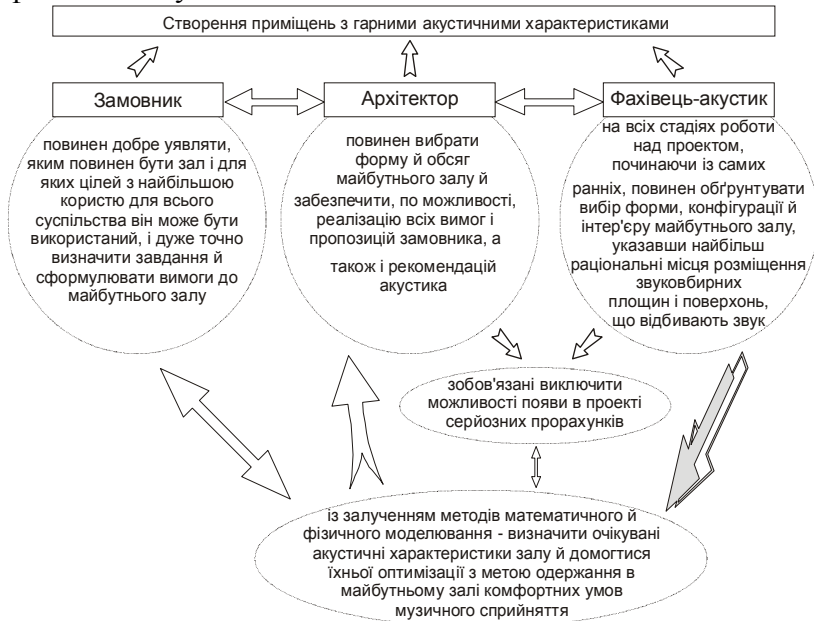 Створення приміщень з гарними акустичними характеристиками
Замовник
повинен добре уявляти,
яким повинен бути зал і для
яких цілей з найбільшою
користю для всього
суспільства він може бути
використаний, і дуже точно
визначити завдання й
сформулювати вимоги до
майбутнього залу
Архітектор
повинен вибрати
форму й обсяг
майбутнього залу й
забезпечити, по можливості,
реалізацію всіх вимог і
пропозицій замовника, а
також і рекомендацій
акустика
Фахівець-акустик
на всіх стадіях роботи
над проектом,
починаючи із самих
ранніх, повинен обґрунтувати
вибір форми, конфігурації й
інтер'єру майбутнього залу,
указавши найбільш
раціональні місця розміщення
звуковбирних
площин і поверхонь,
що відбивають звук
зобов'язані виключити
можливості появи в проекті
серйозних прорахунків
із залученням методів математичного й
фізичного моделювання - визначити очікувані
акустичні характеристики залу й домогтися
їхньої оптимізації з метою одержання в
майбутньому залі комфортних умов
музичного сприйняття